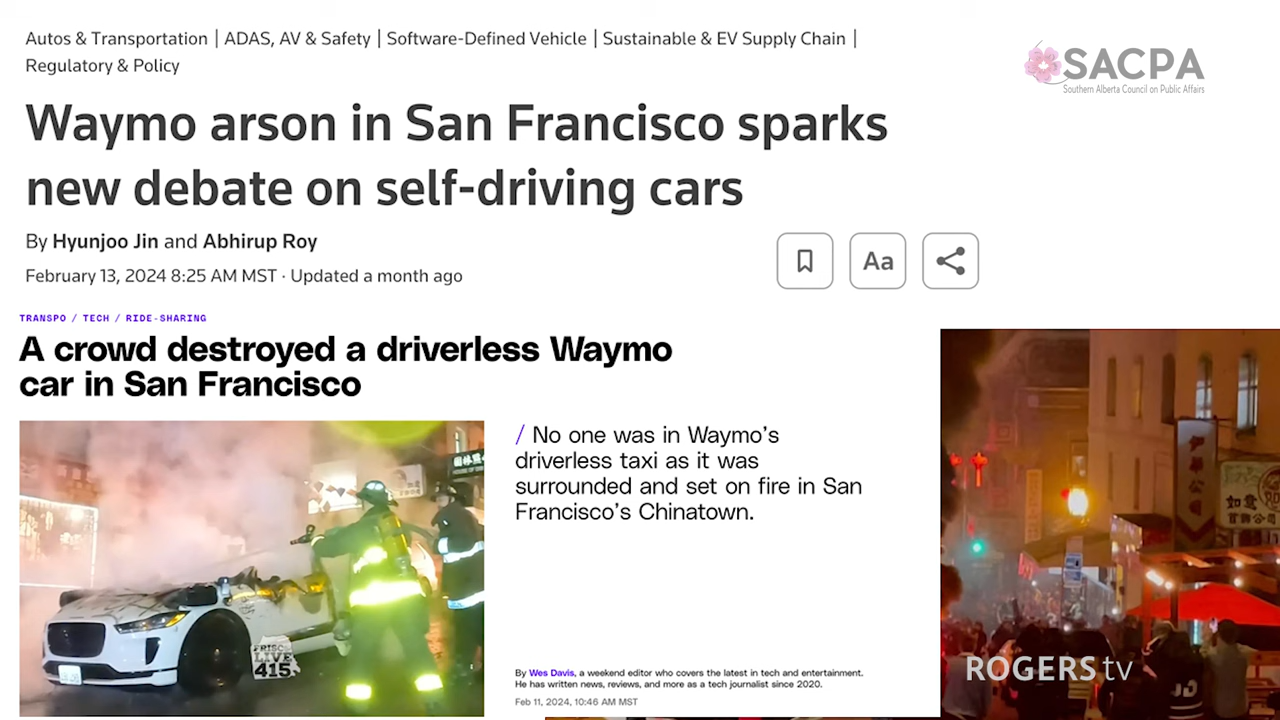 Autos & Transportation | ADAS, AV & Safety | Software-Defined Vehicle | Sustainable & EV Supply Chain |
Regulatory & Policy
SACPA
Southern Alberta Council on Public Affairs
Waymo arson in San Francisco sparks
new debate on self-driving cars
By Hyunjoo Jin and Abhirup Roy
February 13, 2024 8:25 AM MST · Updated a month ago
Aa
TRANSPO / TECH / RIDE-SHARING
A crowd destroyed a driverless Waymo
car in San Francisco
/ No one was in Waymo's
driverless taxi as it was
surrounded and set on fire in San
Francisco's Chinatown.
FRISCO
LIVE
415
By Wes Davis, a weekend editor who covers the latest in tech and entertainment.
He has written news, reviews, and more as a tech journalist since 2020.
Feb 11, 2024, 10:46 AM MST
如意
ROGERS tv